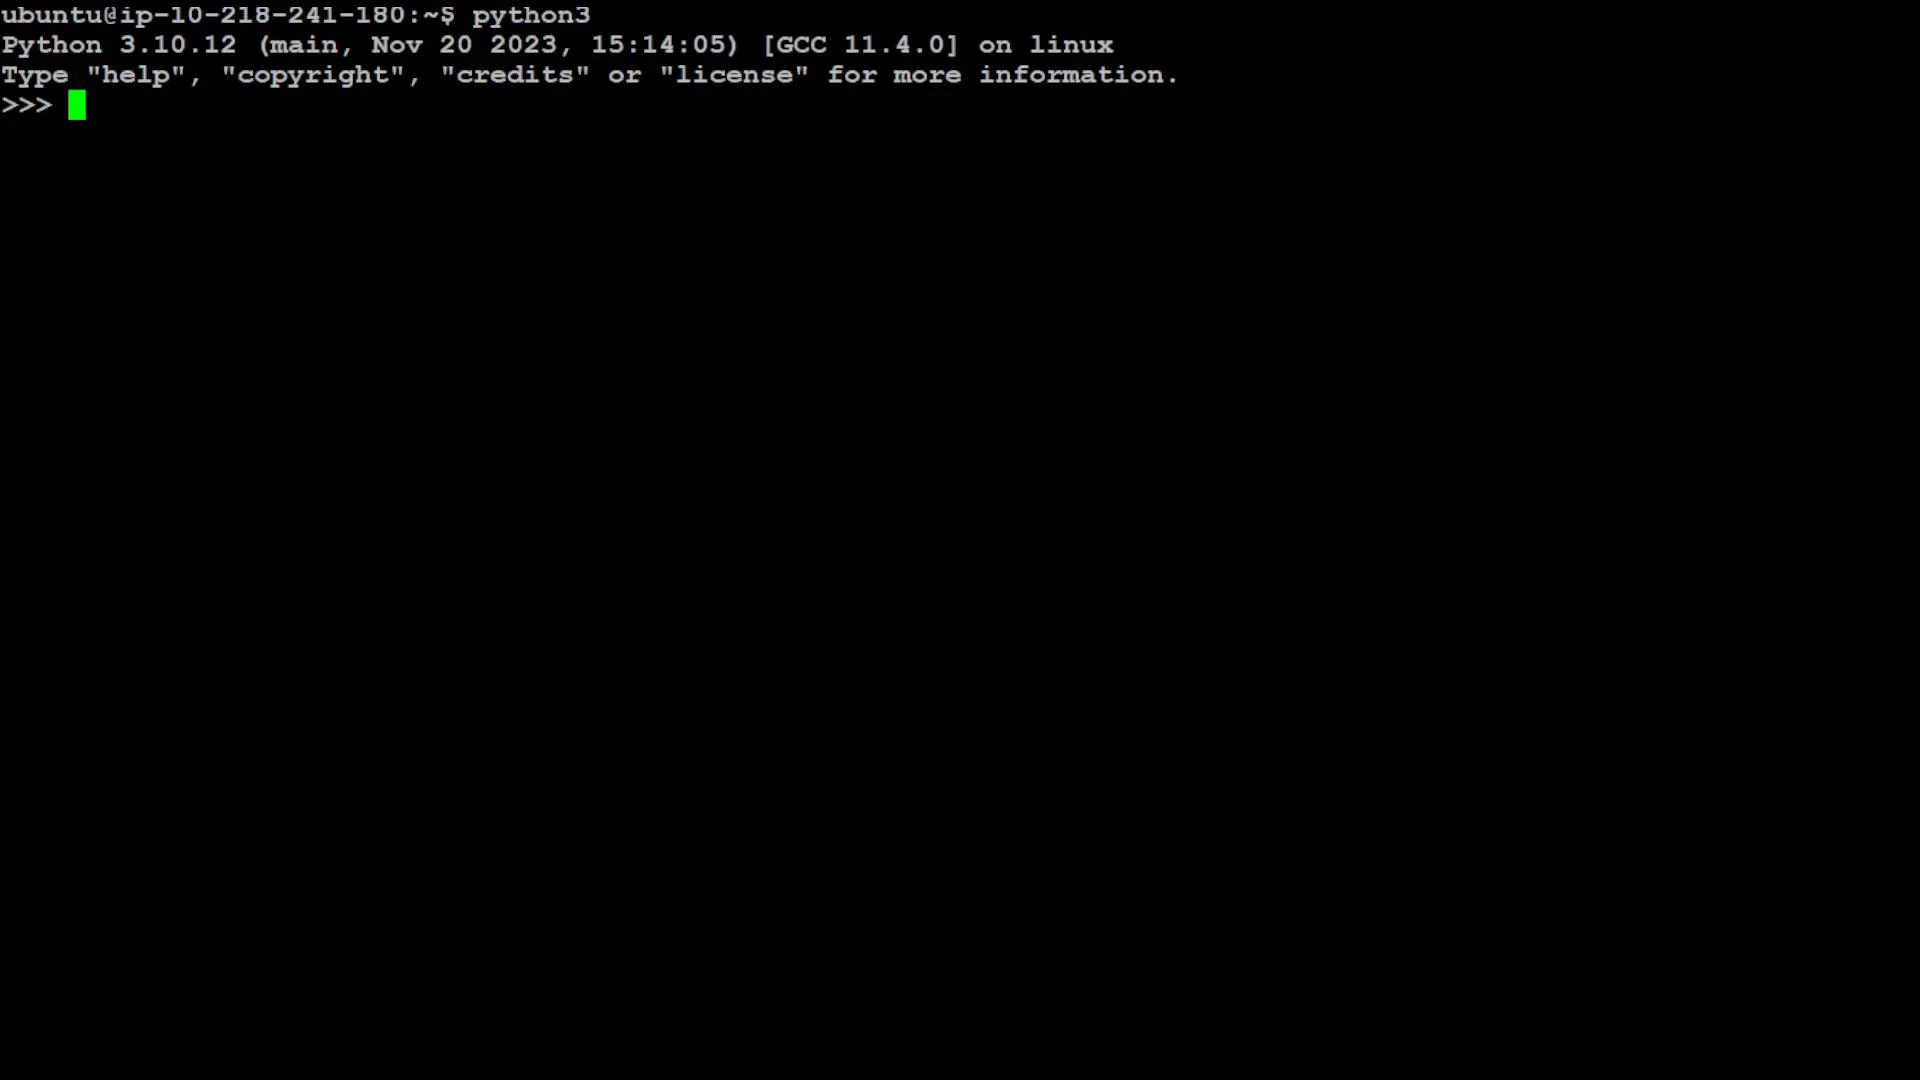 ubuntu@ip-10-218-241-180:~$ python3
Python 3.10.12 (main, Nov 20 2023, 15:14:05) [GCC 11.4.0] on linux
Type "help", "copyright", "credits" or "license" for more information.
>>>